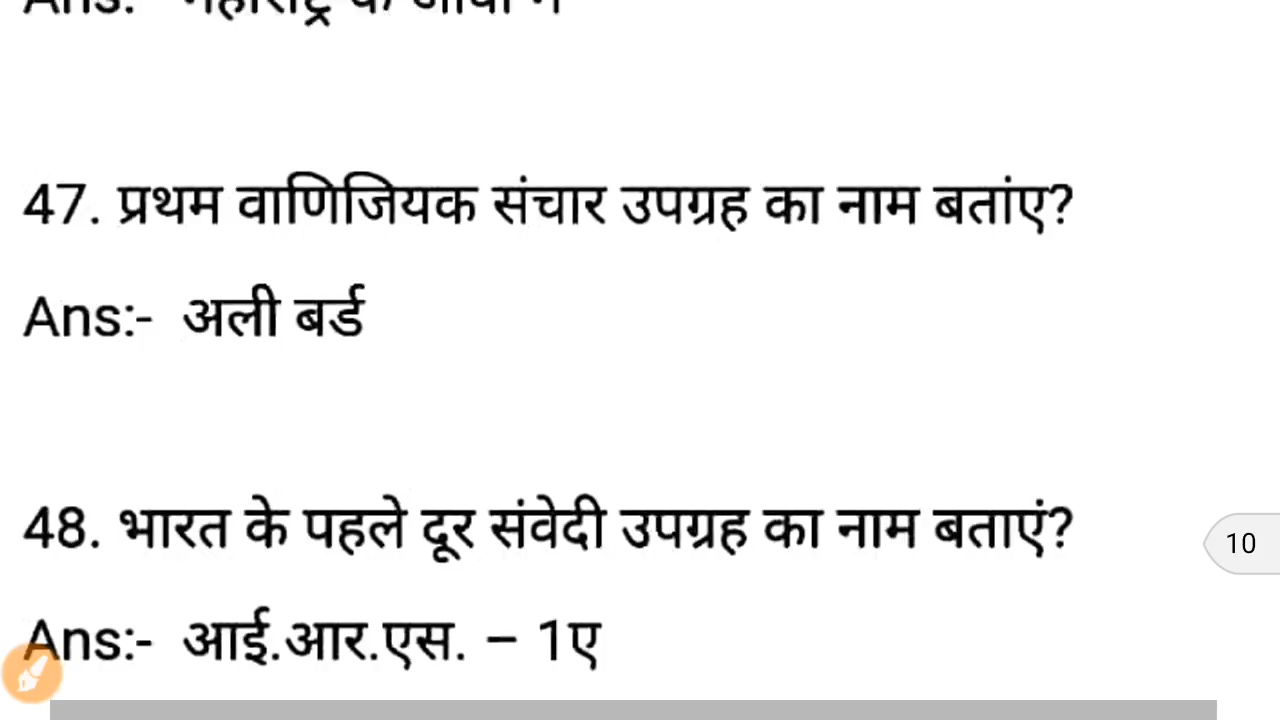 47. प्रथम वाणिजियक संचार उपग्रह का नाम बतांए?
Ans:- अली बर्ड
48. भारत के पहले दूर संवेदी उपग्रह का नाम बताएं?
10
Ans:- आई.आर.एस. – 1ए